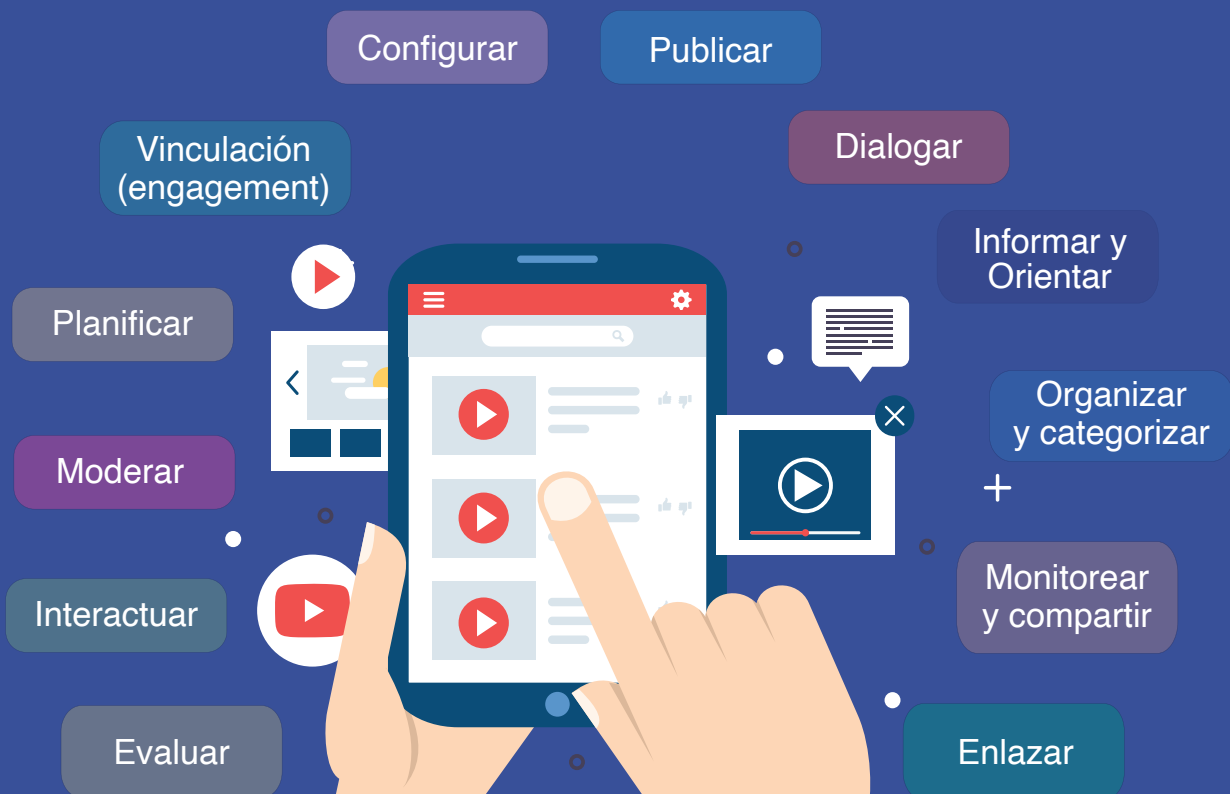 Configurar
Publicar
Vinculación
(engagement)
Dialogar
Informar y
Orientar
Planificar
Organizar
y categorizar
Moderar
Monitorear
y compartir
Interactuar
Evaluar
Enlazar